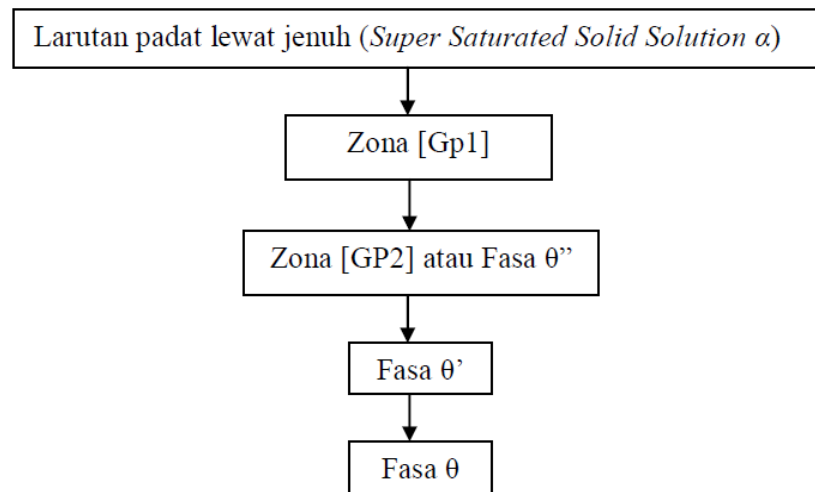 Larutan padat lewat jenuh (Super Saturated Solid Solution α)
Zona [Gp1]
Zona [GP2] atau Fasa θ”
Fasa θ’
Fasa θ